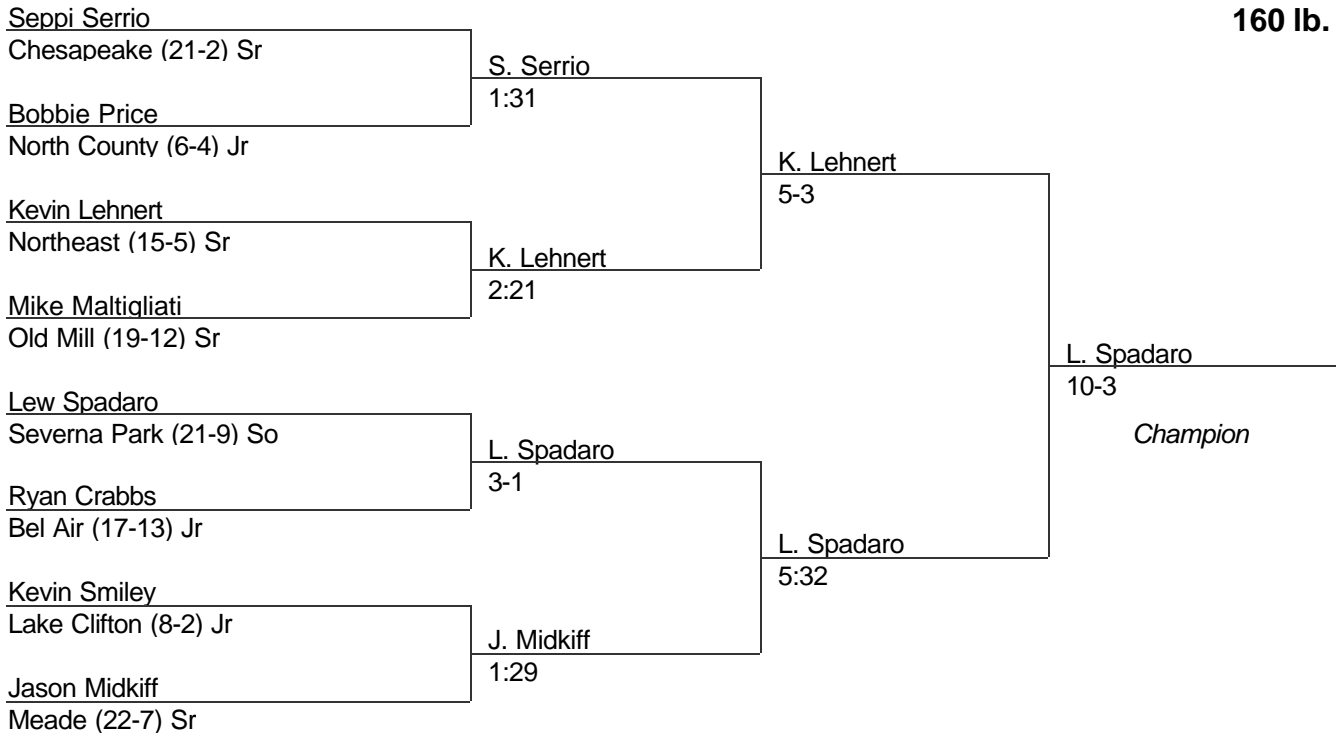 160 lb.
Seppi Serrio
Chesapeake (21-2) Sr
S. Serrio
1:31
Bobbie Price
North County (6-4) Jr
K. Lehnert
5-3
Kevin Lehnert
Northeast (15-5) Sr
K. Lehnert
2:21
Mike Maltigliati
Old Mill (19-12) Sr
L. Spadaro
10-3
Champion
Lew Spadaro
Severna Park (21-9) So
L. Spadaro
3-1
Ryan Crabbs
Bel Air (17-13) Jr
L. Spadaro
5:32
Kevin Smiley
Lake Clifton (8-2) Jr
J. Midkiff
1:29
Jason Midkiff
Meade (22-7) Sr